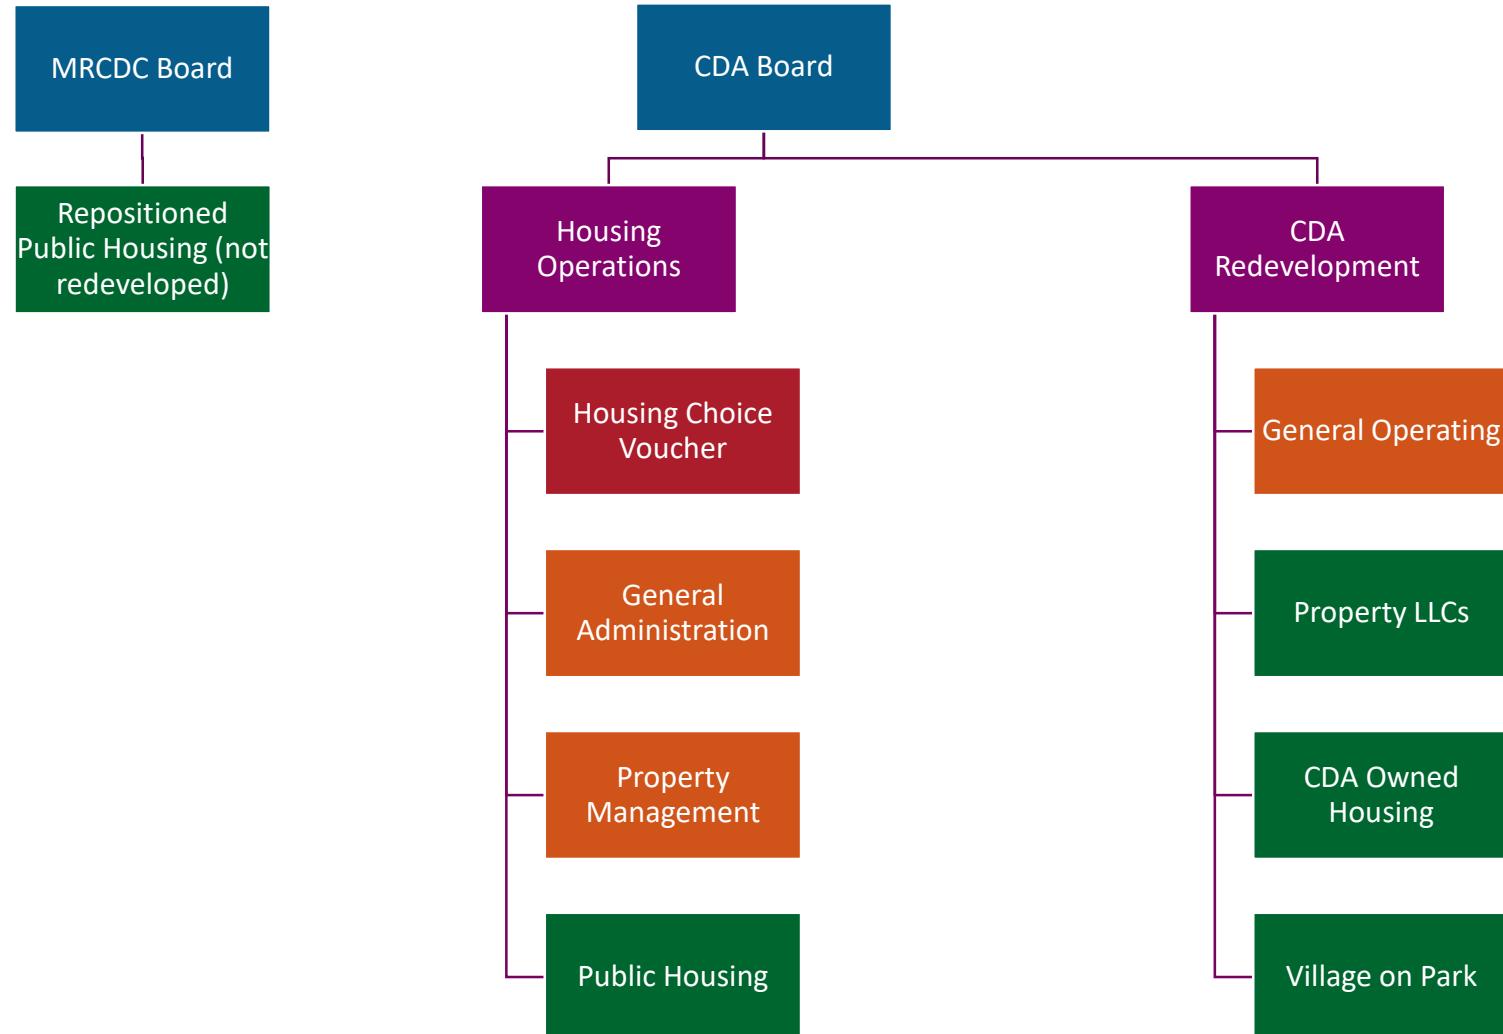 MRCDC Board
CDA Board
Repositioned
Public Housing (not
redeveloped)
Housing
Operations
CDA
Redevelopment
Housing Choice
Voucher
General Operating
General
Administration
Property LLCs
Property
Management
CDA Owned
Housing
Public Housing
Village on Park